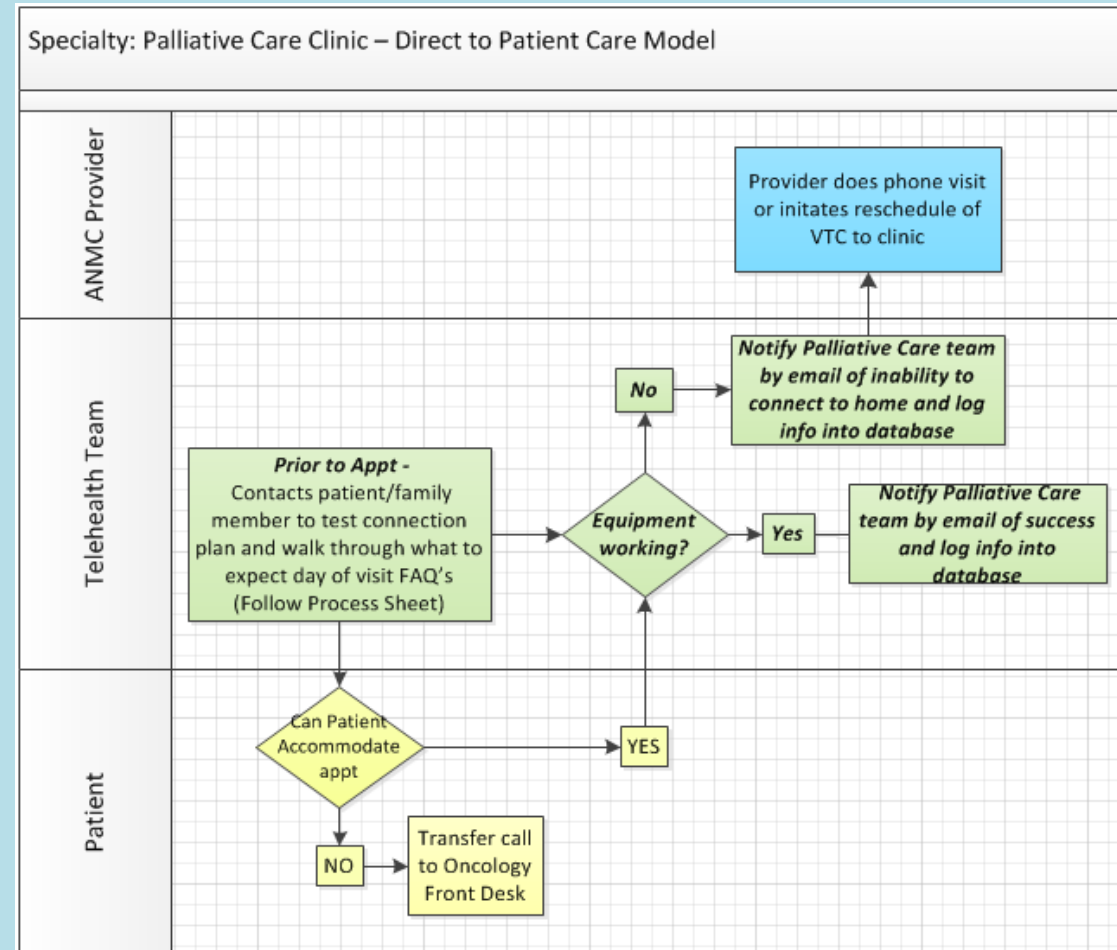 Specialty: Palliative Care Clinic – Direct to Patient Care Model
ANMC Provider
Provider does phone visit
or initates reschedule of
VTC to clinic
Telehealth Team
Prior to Appt -
Contacts patient/family
member to test connection
plan and walk through what to
expect day of visit FAQ's
(Follow Process Sheet)
Equipment
working?
No
Notify Palliative Care team
by email of inability to
connect to home and log
info into database
Yes
Notify Palliative Care
team by email of success
and log info into
database
Patient
Can Patient
Accommodate
appt
YES
NO
Transfer call
to Oncology
Front Desk